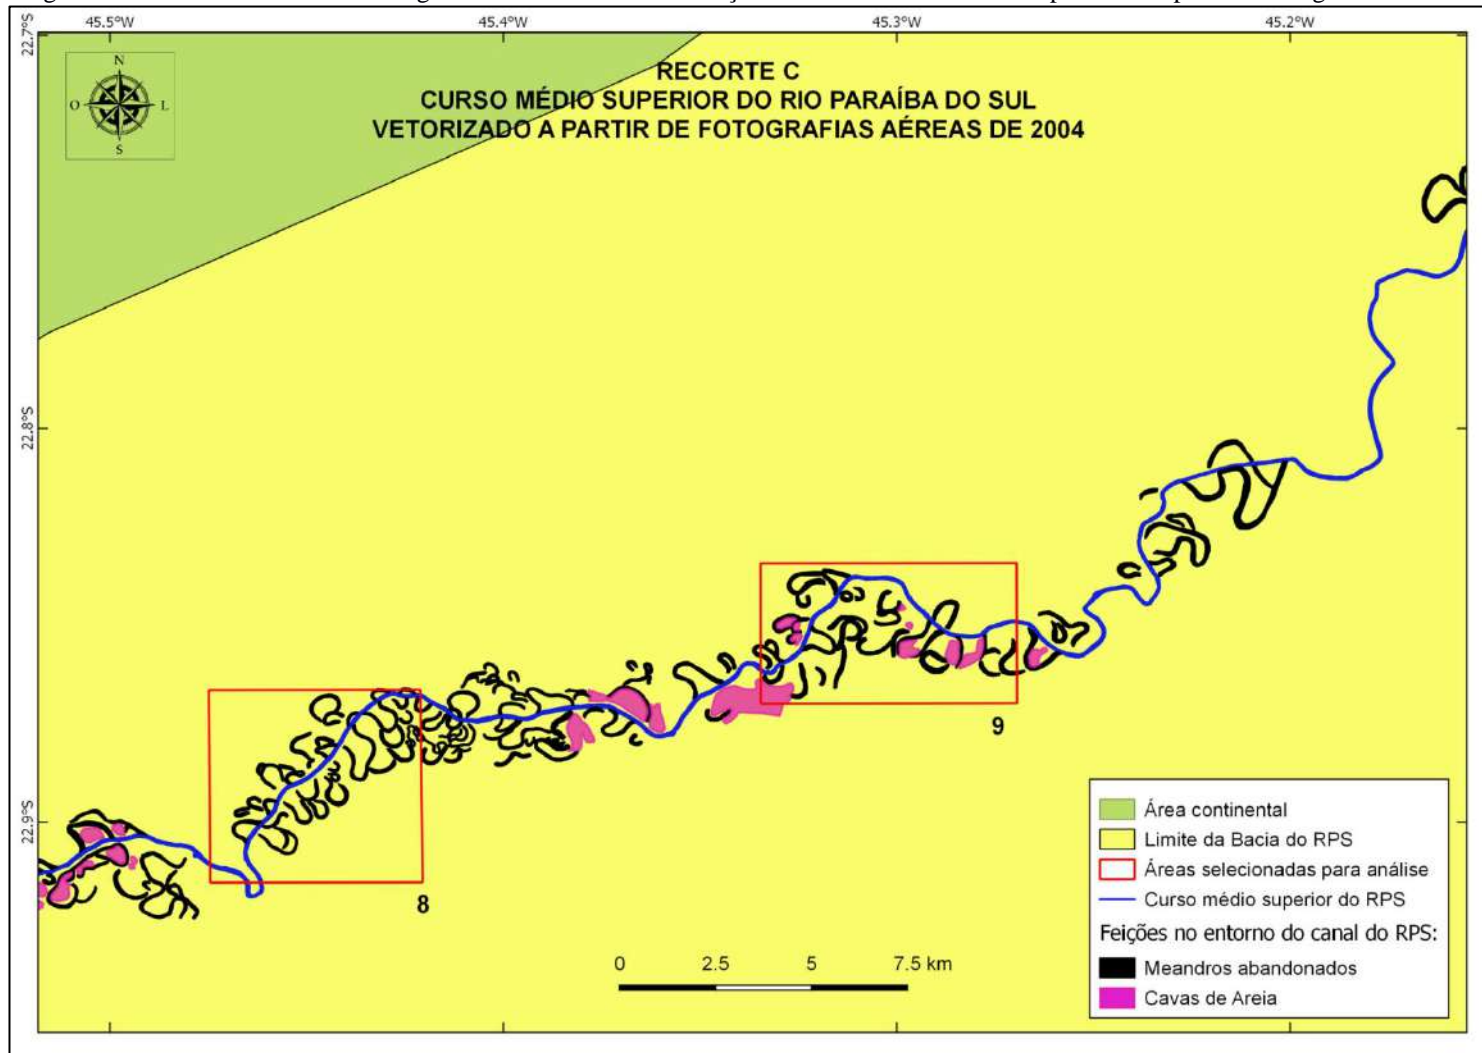 45.5°W 45.4°W 45.3°W 45.2°W
22.7°S
22.8°S
22.9°S
N
O L
S
RECORTE C
CURSO MÉDIO SUPERIOR DO RIO PARAÍBA DO SUL
VETORIZADO A PARTIR DE FOTOGRAFIAS AÉREAS DE 2004
9
8
0 2.5 5 7.5 km
Área continental
Limite da Bacia do RPS
Áreas selecionadas para análise
Curso médio superior do RPS
Feições no entorno do canal do RPS:
Meandros abandonados
Cavas de Areia